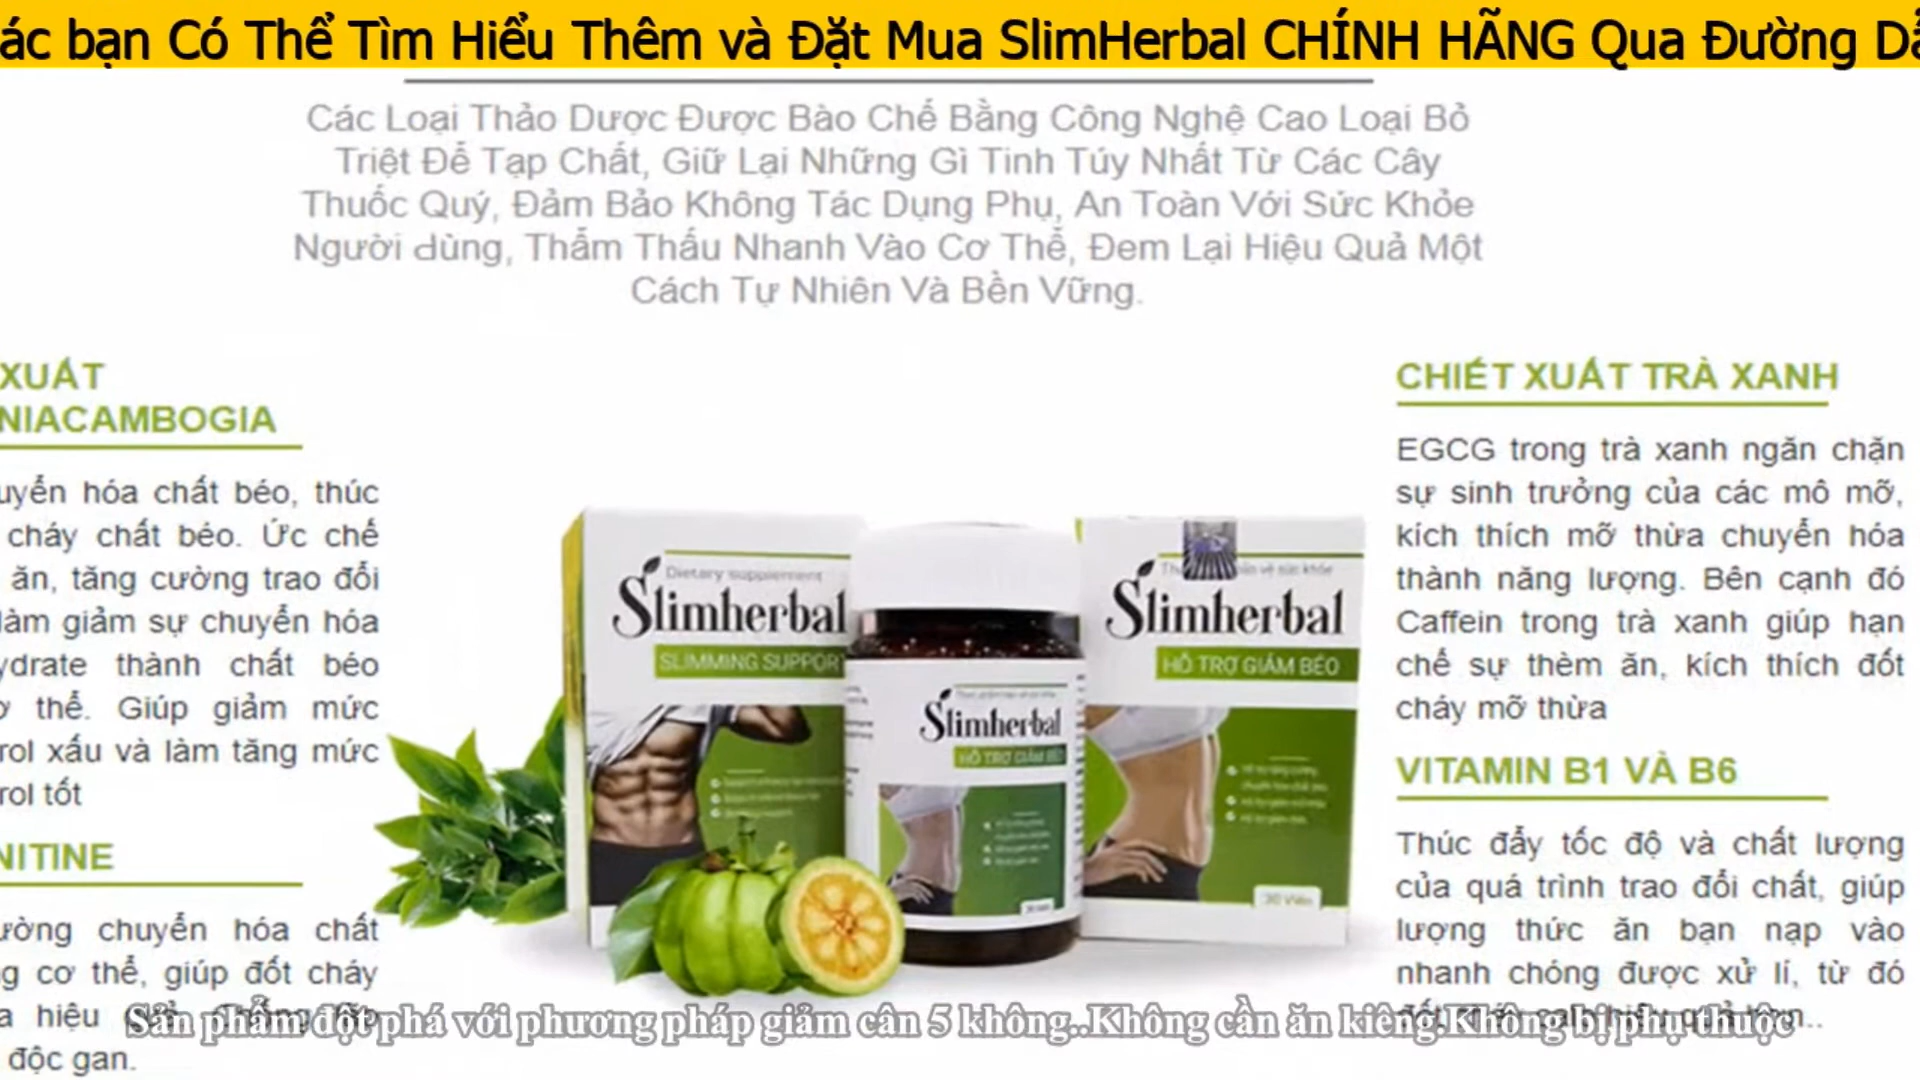 ác bạn Có Thể Tìm Hiểu Thêm và Đặt Mua SlimHerbal CHÍNH HÃNG Qua Đường Dẫ
Các Loại Thảo Dược Được Bào Chế Bằng Công Nghệ Cao Loại Bỏ
Triệt Để Tạp Chất, Giữ Lại Những Gì Tinh Túy Nhất Từ Các Cây
Thuốc Quý, Đảm Bảo Không Tác Dụng Phụ, An Toàn Với Sức Khỏe
Người dùng, Thẩm Thấu Nhanh Vào Cơ Thể, Đem Lại Hiệu Quả Một
Cách Tự Nhiên Và Bền Vững.
XUẤT
NIACAMBOGIA
uyển hóa chất béo, thúc
cháy chất béo. Ức chế
ăn, tăng cường trao đổi
làm giảm sự chuyển hóa
ydrate thành chất béo
ơ thể. Giúp giảm mức
rol xấu và làm tăng mức
rol tốt
NITINE
ường chuyển hóa chất
g cơ thể, giúp đốt cháy
a hiệu
độc gan.
Dietary supplement
Slimherbal
SLIMMING SUPPORT
Slimherbal
HỖ TRỢ GIẢM BÉO
Slimherbal
HỖ TRỢ GIẢM BÉO
30 Viên
CHIẾT XUẤT TRÀ XANH
EGCG trong trà xanh ngăn chặn
sự sinh trưởng của các mô mỡ,
kích thích mỡ thừa chuyển hóa
thành năng lượng. Bên cạnh đó
Caffein trong trà xanh giúp hạn
chế sự thèm ăn, kích thích đốt
cháy mỡ thừa
VITAMIN B1 VÀ B6
Thúc đẩy tốc độ và chất lượng
của quá trình trao đổi chất, giúp
lượng thức ăn bạn nạp vào
nhanh chóng được xử lí, từ đó
Sản phẩm đột phá với phương pháp giảm cân 5 không..Không cần ăn kiêng.Không bị phụ thuộc